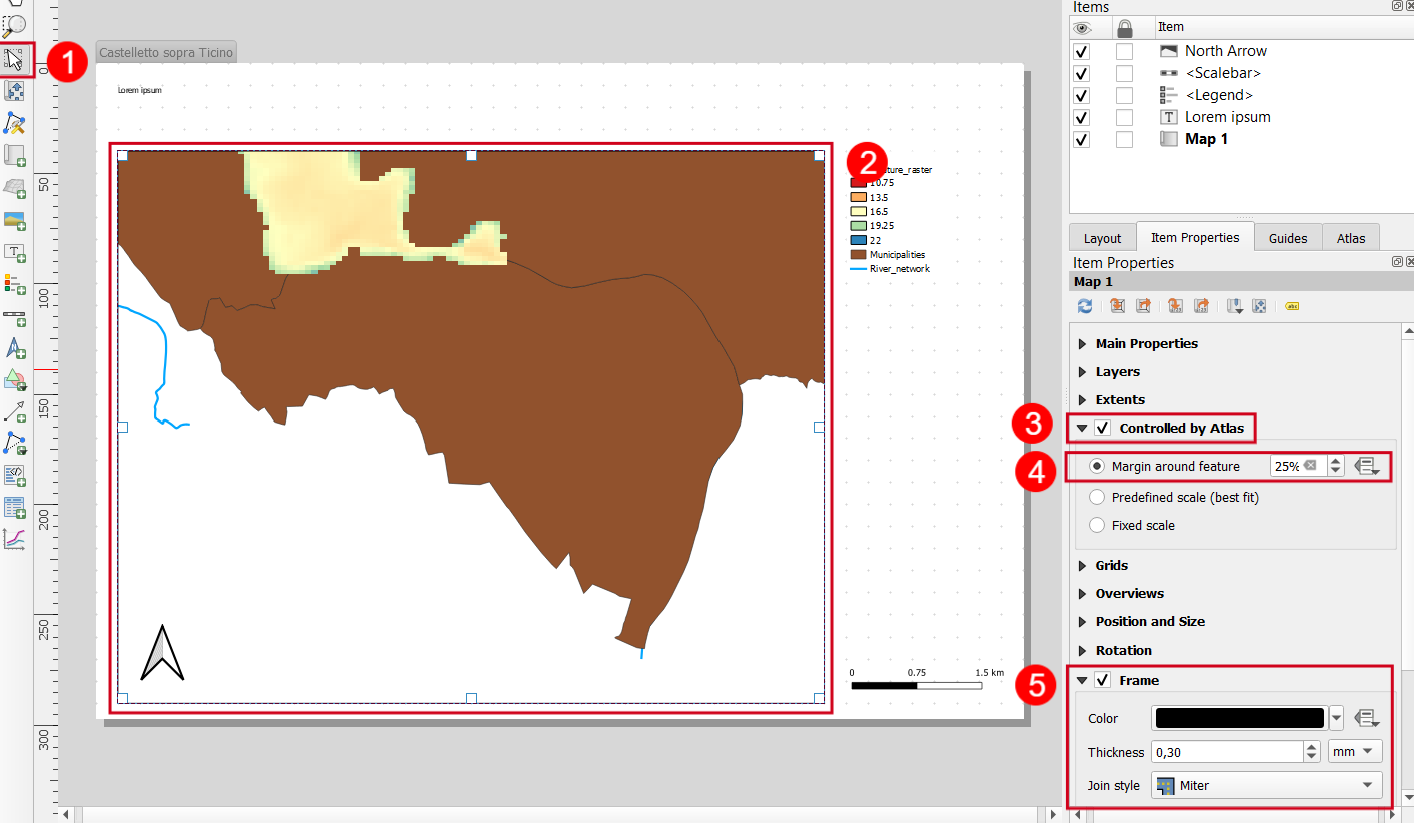 Items
Item
North Arrow
<Scalebar>
<Legend>
Lorem ipsum
Map 1
1
Castelletto sopra Ticino
0
50
100
150
200
250
300
Lorem ipsum
2
10.75
13.5
16.5
19.25
22
Municipalities
River_network
0 0.75 1.5 km
Layout Item Properties Guides Atlas
Item Properties
Map 1
abc
Main Properties
Layers
Extents
3
Controlled by Atlas
4
Margin around feature 25%
Predefined scale (best fit)
Fixed scale
Grids
Overviews
Position and Size
Rotation
5
Frame
Color
Thickness 0,30 mm
Join style Miter